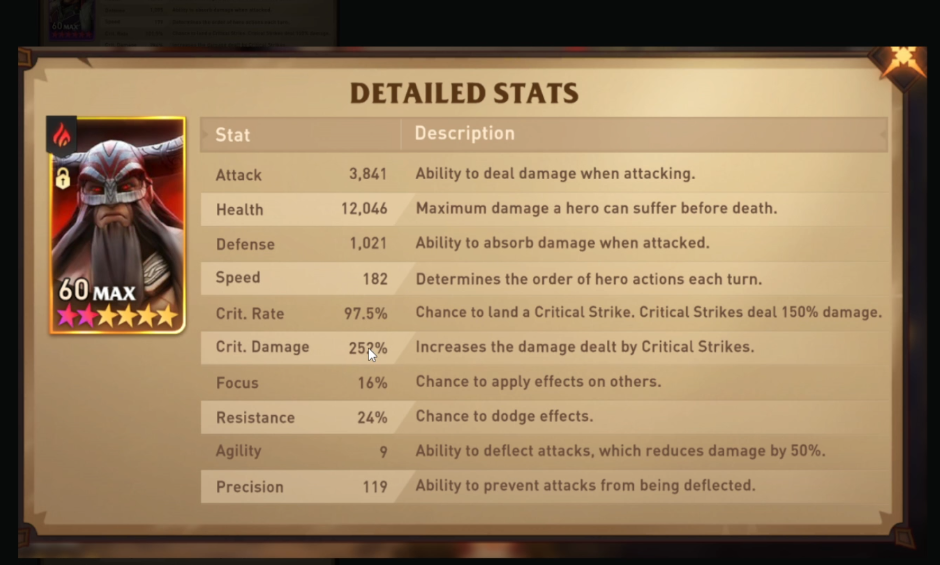 DETAILED STATS
Stat Description
Attack 3,841 Ability to deal damage when attacking.
Health 12,046 Maximum damage a hero can suffer before death.
Defense 1,021 Ability to absorb damage when attacked.
Speed 182 Determines the order of hero actions each turn.
Crit. Rate 97.5% Chance to land a Critical Strike. Critical Strikes deal 150% damage.
Crit. Damage Increases the damage dealt by Critical Strikes.
Focus 16% Chance to apply effects on others.
Resistance 24% Chance to dodge effects.
Agility 9 Ability to deflect attacks, which reduces damage by 50%.
Precision 119 Ability to prevent attacks from being deflected.
60 MAX